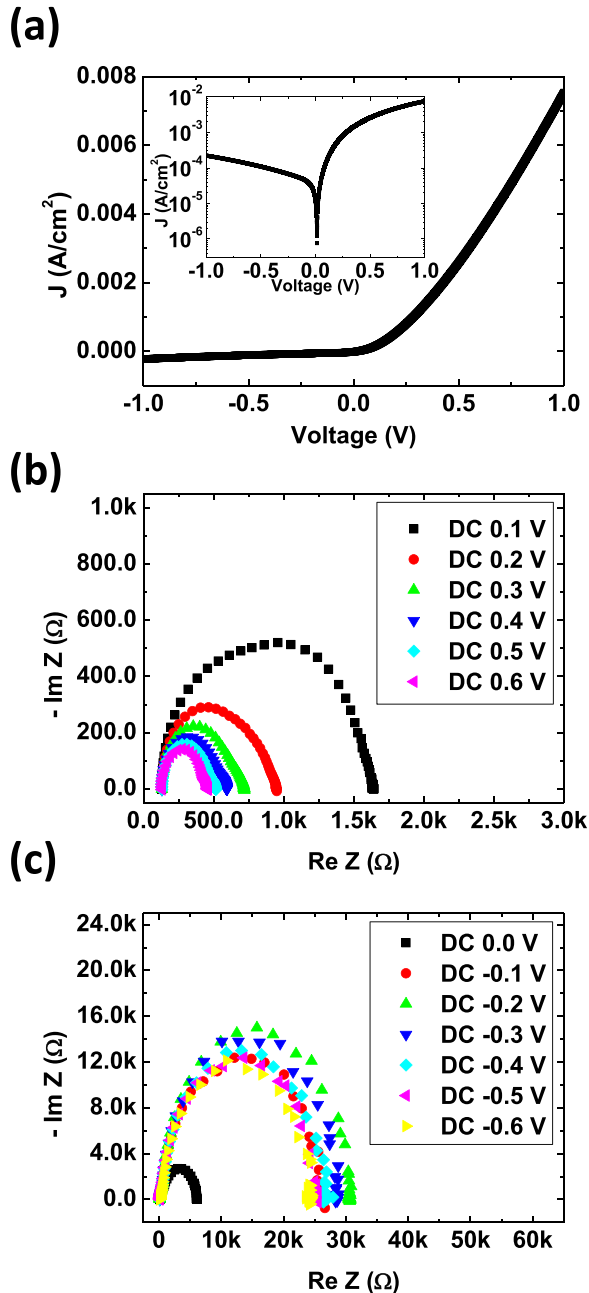 (a)
0.008
0.006
0.004
0.002
0.000
J (A/cm²)
-1.0 -0.5 0.0 0.5 1.0
Voltage (V)
10⁻²
10⁻³
10⁻⁴
10⁻⁵
10⁻⁶
J (A/cm²)
-1.0 -0.5 0.0 0.5 1.0
Voltage (V)
(b)
1.0k
800.0
600.0
400.0
200.0
0.0
- Im Z (Ω)
DC 0.1 V
DC 0.2 V
DC 0.3 V
DC 0.4 V
DC 0.5 V
DC 0.6 V
0.0 500.0 1.0k 1.5k 2.0k 2.5k 3.0k
Re Z (Ω)
(c)
24.0k
20.0k
16.0k
12.0k
8.0k
4.0k
0.0
- Im Z (Ω)
DC 0.0 V
DC -0.1 V
DC -0.2 V
DC -0.3 V
DC -0.4 V
DC -0.5 V
DC -0.6 V
0 10k 20k 30k 40k 50k 60k
Re Z (Ω)